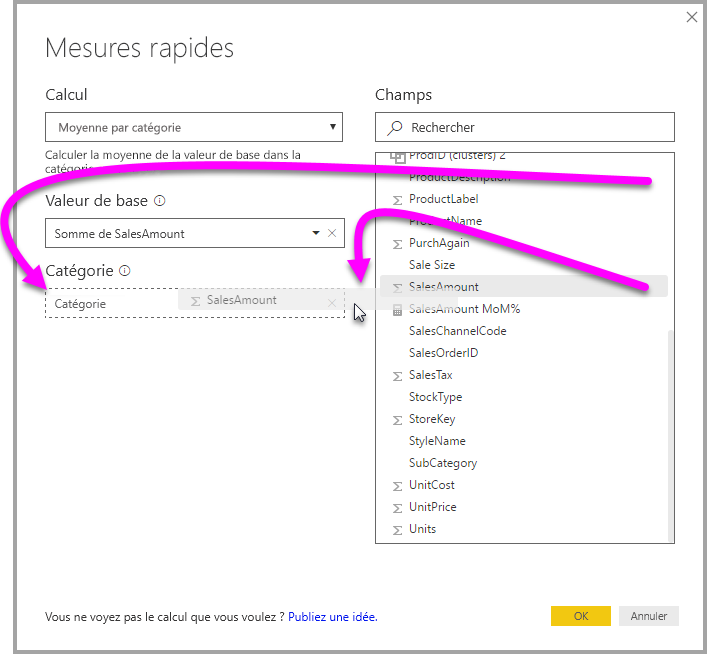 Mesures rapides
Calcul
Moyenne par catégorie
Calculer la moyenne de la valeur de base dans la
catégorie
Valeur de base
Somme de SalesAmount
Catégorie
Catégorie
SalesAmount
Champs
Rechercher
ProdID (clusters) 2
ProductDescription
ProductLabel
ProductName
PurchAgain
Sale Size
SalesAmount
SalesAmount MoM%
SalesChannelCode
SalesOrderID
SalesTax
StockType
StoreKey
StyleName
SubCategory
UnitCost
UnitPrice
Units
Vous ne voyez pas le calcul que vous voulez ? Publiez une idée.
OK
Annuler